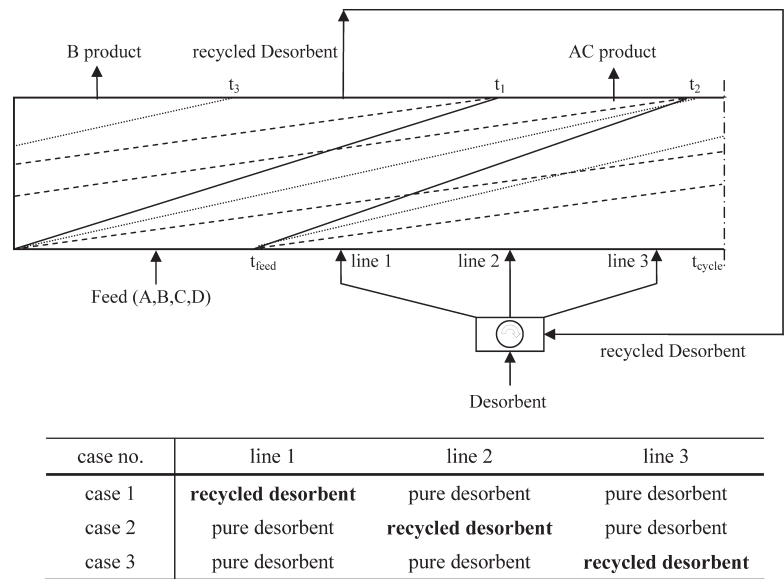 B product
recycled Desorbent
AC product
t3
t1
t2
tfeed
line 1
line 2
line 3
tcycle
Feed (A,B,C,D)
recycled Desorbent
Desorbent
case no. line 1 line 2 line 3
case 1 recycled desorbent pure desorbent pure desorbent
case 2 pure desorbent recycled desorbent pure desorbent
case 3 pure desorbent pure desorbent recycled desorbent